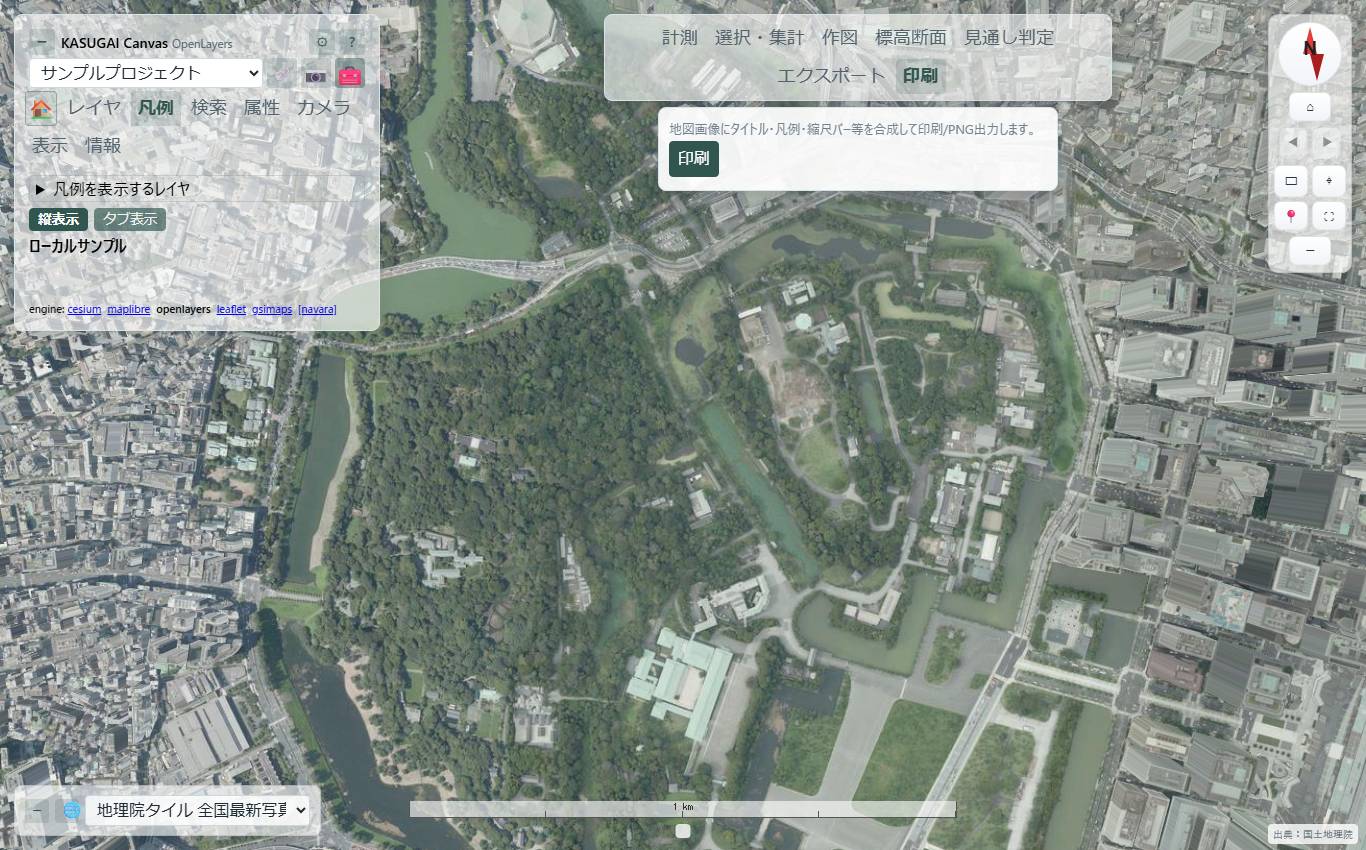 KASUGAI Canvas OpenLayers
?
サンプルプロジェクト
レイヤ 凡例 検索 属性 カメラ
表示 情報
▶ 凡例を表示するレイヤ
縦表示 タブ表示
ローカルサンプル
engine: cesium maplibre openlayers leaflet gsimaps [navara]
計測 選択・集計 作図 標高断面 見通し判定
エクスポート 印刷
地図画像にタイトル・凡例・縮尺バー等を合成して印刷/PNG出力します。
印刷
N
地理院タイル 全国最新写真
1 km
出典：国土地理院